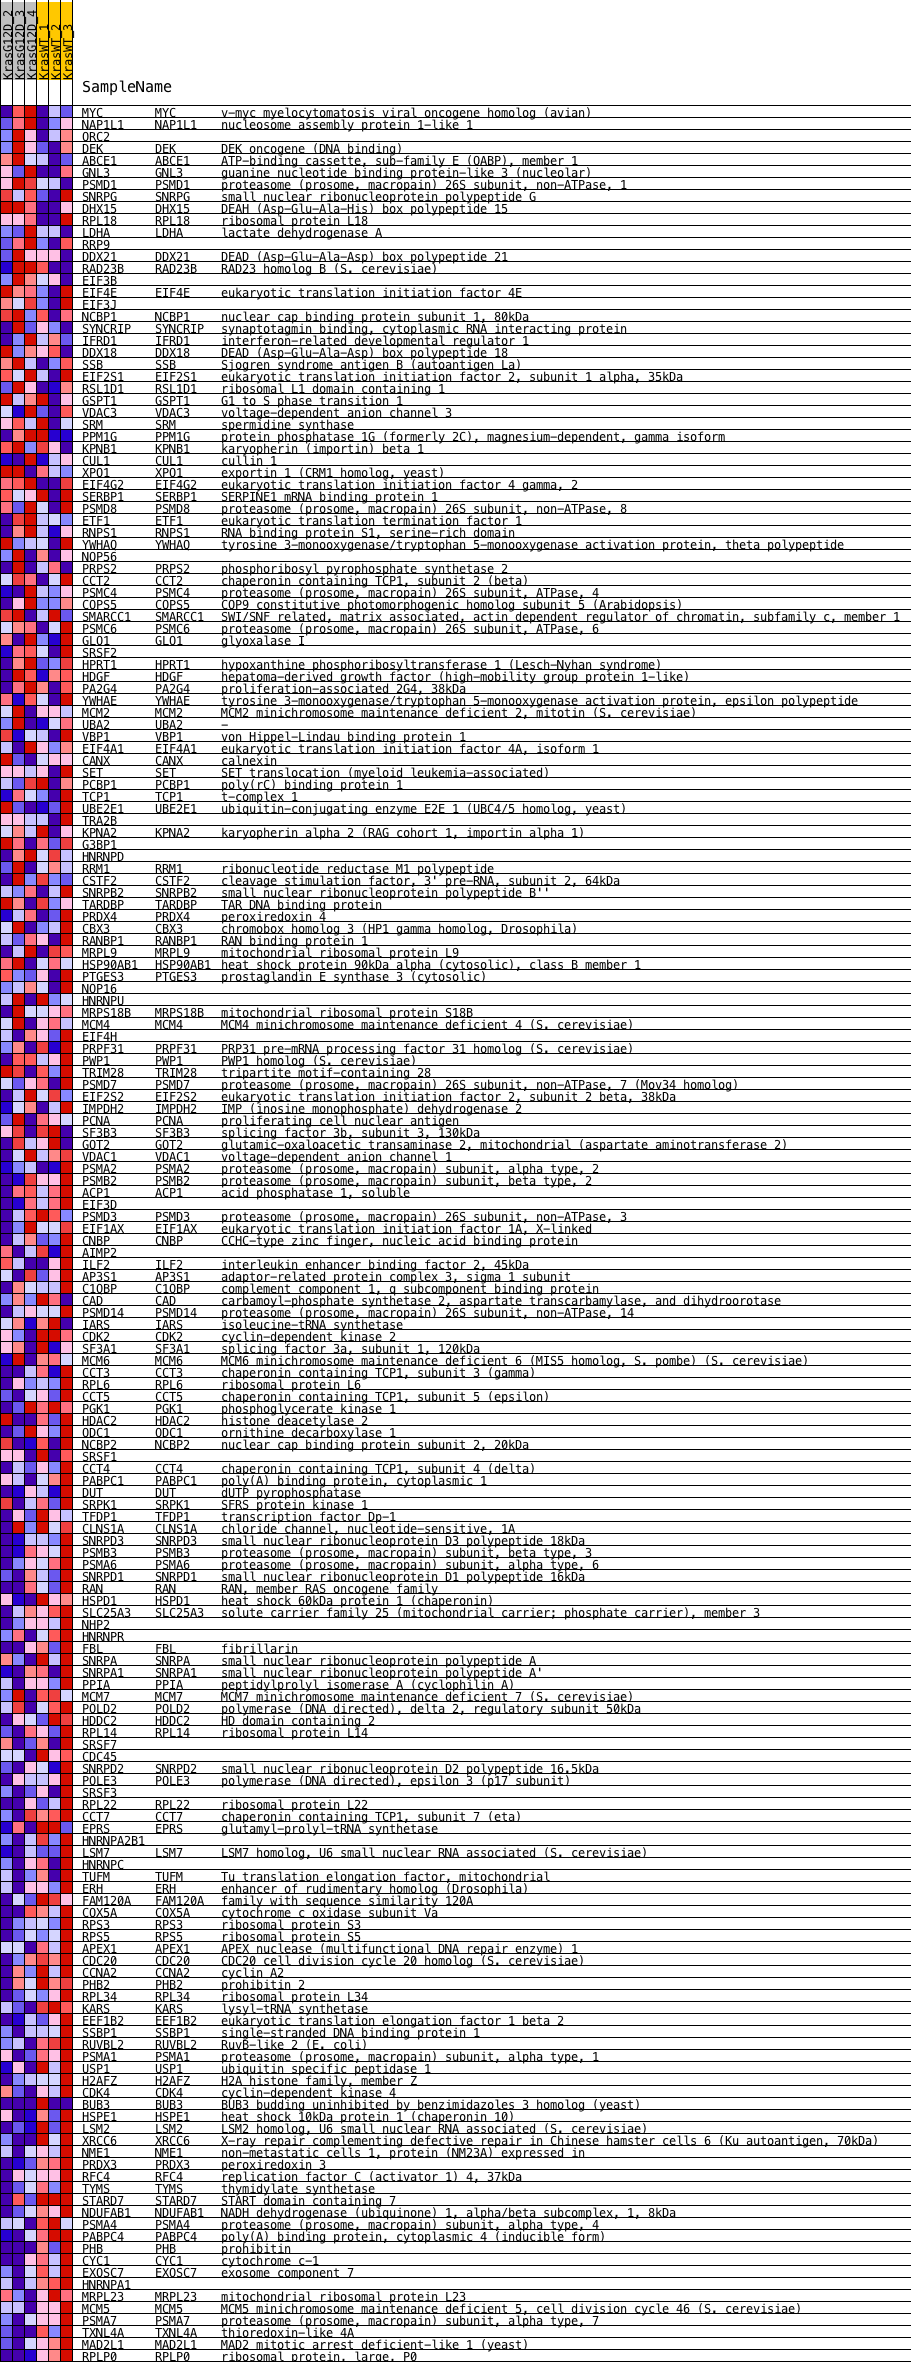 KrasG12D_2
KrasG12D_3
KrasG12D_4
KrasWT_1
KrasWT_2
KrasWT_3
SampleName
MYC MYC v-myc myelocytomatosis viral oncogene homolog (avian)
NAP1L1 NAP1L1 nucleosome assembly protein 1-like 1
ORC2
DEK DEK DEK oncogene (DNA binding)
ABCE1 ABCE1 ATP-binding cassette, sub-family E (OABP), member 1
GNL3 GNL3 guanine nucleotide binding protein-like 3 (nucleolar)
PSMD1 PSMD1 proteasome (prosome, macropain) 26S subunit, non-ATPase, 1
SNRPG SNRPG small nuclear ribonucleoprotein polypeptide G
DHX15 DHX15 DEAH (Asp-Glu-Ala-His) box polypeptide 15
RPL18 RPL18 ribosomal protein L18
LDHA LDHA lactate dehydrogenase A
RRP9
DDX21 DDX21 DEAD (Asp-Glu-Ala-Asp) box polypeptide 21
RAD23B RAD23B RAD23 homolog B (S. cerevisiae)
EIF3B
EIF4E EIF4E eukaryotic translation initiation factor 4E
EIF3J
NCBP1 NCBP1 nuclear cap binding protein subunit 1, 80kDa
SYNCRIP SYNCRIP synaptotagmin binding, cytoplasmic RNA interacting protein
IFRD1 IFRD1 interferon-related developmental regulator 1
DDX18 DDX18 DEAD (Asp-Glu-Ala-Asp) box polypeptide 18
SSB SSB Sjogren syndrome antigen B (autoantigen La)
EIF2S1 EIF2S1 eukaryotic translation initiation factor 2, subunit 1 alpha, 35kDa
RSL1D1 RSL1D1 ribosomal L1 domain containing 1
GSPT1 GSPT1 G1 to S phase transition 1
VDAC3 VDAC3 voltage-dependent anion channel 3
SRM SRM spermidine synthase
PPM1G PPM1G protein phosphatase 1G (formerly 2C), magnesium-dependent, gamma isoform
KPNB1 KPNB1 karyopherin (importin) beta 1
CUL1 CUL1 cullin 1
XPO1 XPO1 exportin 1 (CRM1 homolog, yeast)
EIF4G2 EIF4G2 eukaryotic translation initiation factor 4 gamma, 2
SERBP1 SERBP1 SERPINE1 mRNA binding protein 1
PSMD8 PSMD8 proteasome (prosome, macropain) 26S subunit, non-ATPase, 8
ETF1 ETF1 eukaryotic translation termination factor 1
RNPS1 RNPS1 RNA binding protein S1, serine-rich domain
YWHAQ YWHAQ tyrosine 3-monooxygenase/tryptophan 5-monooxygenase activation protein, theta polypeptide
NOP56
PRPS2 PRPS2 phosphoribosyl pyrophosphate synthetase 2
CCT2 CCT2 chaperonin containing TCP1, subunit 2 (beta)
PSMC4 PSMC4 proteasome (prosome, macropain) 26S subunit, ATPase, 4
COPS5 COPS5 COP9 constitutive photomorphogenic homolog subunit 5 (Arabidopsis)
SMARCC1 SMARCC1 SWI/SNF related, matrix associated, actin dependent regulator of chromatin, subfamily c, member 1
PSMC6 PSMC6 proteasome (prosome, macropain) 26S subunit, ATPase, 6
GLO1 GLO1 glyoxalase I
SRSF2
HPRT1 HPRT1 hypoxanthine phosphoribosyltransferase 1 (Lesch-Nyhan syndrome)
HDGF HDGF hepatoma-derived growth factor (high-mobility group protein 1-like)
PA2G4 PA2G4 proliferation-associated 2G4, 38kDa
YWHAE YWHAE tyrosine 3-monooxygenase/tryptophan 5-monooxygenase activation protein, epsilon polypeptide
MCM2 MCM2 MCM2 minichromosome maintenance deficient 2, mitotin (S. cerevisiae)
UBA2 UBA2 -
VBP1 VBP1 von Hippel-Lindau binding protein 1
EIF4A1 EIF4A1 eukaryotic translation initiation factor 4A, isoform 1
CANX CANX calnexin
SET SET SET translocation (myeloid leukemia-associated)
PCBP1 PCBP1 poly(rC) binding protein 1
TCP1 TCP1 t-complex 1
UBE2E1 UBE2E1 ubiquitin-conjugating enzyme E2E 1 (UBC4/5 homolog, yeast)
TRA2B
KPNA2 KPNA2 karyopherin alpha 2 (RAG cohort 1, importin alpha 1)
G3BP1
HNRNPD
RRM1 RRM1 ribonucleotide reductase M1 polypeptide
CSTF2 CSTF2 cleavage stimulation factor, 3' pre-RNA, subunit 2, 64kDa
SNRPB2 SNRPB2 small nuclear ribonucleoprotein polypeptide B''
TARDBP TARDBP TAR DNA binding protein
PRDX4 PRDX4 peroxiredoxin 4
CBX3 CBX3 chromobox homolog 3 (HP1 gamma homolog, Drosophila)
RANBP1 RANBP1 RAN binding protein 1
MRPL9 MRPL9 mitochondrial ribosomal protein L9
HSP90AB1 HSP90AB1 heat shock protein 90kDa alpha (cytosolic), class B member 1
PTGES3 PTGES3 prostaglandin E synthase 3 (cytosolic)
NOP16
HNRNPU
MRPS18B MRPS18B mitochondrial ribosomal protein S18B
MCM4 MCM4 MCM4 minichromosome maintenance deficient 4 (S. cerevisiae)
EIF4H
PRPF31 PRPF31 PRP31 pre-mRNA processing factor 31 homolog (S. cerevisiae)
PWP1 PWP1 PWP1 homolog (S. cerevisiae)
TRIM28 TRIM28 tripartite motif-containing 28
PSMD7 PSMD7 proteasome (prosome, macropain) 26S subunit, non-ATPase, 7 (Mov34 homolog)
EIF2S2 EIF2S2 eukaryotic translation initiation factor 2, subunit 2 beta, 38kDa
IMPDH2 IMPDH2 IMP (inosine monophosphate) dehydrogenase 2
PCNA PCNA proliferating cell nuclear antigen
SF3B3 SF3B3 splicing factor 3b, subunit 3, 130kDa
GOT2 GOT2 glutamic-oxaloacetic transaminase 2, mitochondrial (aspartate aminotransferase 2)
VDAC1 VDAC1 voltage-dependent anion channel 1
PSMA2 PSMA2 proteasome (prosome, macropain) subunit, alpha type, 2
PSMB2 PSMB2 proteasome (prosome, macropain) subunit, beta type, 2
ACP1 ACP1 acid phosphatase 1, soluble
EIF3D
PSMD3 PSMD3 proteasome (prosome, macropain) 26S subunit, non-ATPase, 3
EIF1AX EIF1AX eukaryotic translation initiation factor 1A, X-linked
CNBP CNBP CCHC-type zinc finger, nucleic acid binding protein
AIMP2
ILF2 ILF2 interleukin enhancer binding factor 2, 45kDa
AP3S1 AP3S1 adaptor-related protein complex 3, sigma 1 subunit
C1QBP C1QBP complement component 1, q subcomponent binding protein
CAD CAD carbamoyl-phosphate synthetase 2, aspartate transcarbamylase, and dihydroorotase
PSMD14 PSMD14 proteasome (prosome, macropain) 26S subunit, non-ATPase, 14
IARS IARS isoleucine-tRNA synthetase
CDK2 CDK2 cyclin-dependent kinase 2
SF3A1 SF3A1 splicing factor 3a, subunit 1, 120kDa
MCM6 MCM6 MCM6 minichromosome maintenance deficient 6 (MIS5 homolog, S. pombe) (S. cerevisiae)
CCT3 CCT3 chaperonin containing TCP1, subunit 3 (gamma)
RPL6 RPL6 ribosomal protein L6
CCT5 CCT5 chaperonin containing TCP1, subunit 5 (epsilon)
PGK1 PGK1 phosphoglycerate kinase 1
HDAC2 HDAC2 histone deacetylase 2
ODC1 ODC1 ornithine decarboxylase 1
NCBP2 NCBP2 nuclear cap binding protein subunit 2, 20kDa
SRSF1
CCT4 CCT4 chaperonin containing TCP1, subunit 4 (delta)
PABPC1 PABPC1 poly(A) binding protein, cytoplasmic 1
DUT DUT dUTP pyrophosphatase
SRPK1 SRPK1 SFRS protein kinase 1
TFDP1 TFDP1 transcription factor Dp-1
CLNS1A CLNS1A chloride channel, nucleotide-sensitive, 1A
SNRPD3 SNRPD3 small nuclear ribonucleoprotein D3 polypeptide 18kDa
PSMB3 PSMB3 proteasome (prosome, macropain) subunit, beta type, 3
PSMA6 PSMA6 proteasome (prosome, macropain) subunit, alpha type, 6
SNRPD1 SNRPD1 small nuclear ribonucleoprotein D1 polypeptide 16kDa
RAN RAN RAN, member RAS oncogene family
HSPD1 HSPD1 heat shock 60kDa protein 1 (chaperonin)
SLC25A3 SLC25A3 solute carrier family 25 (mitochondrial carrier; phosphate carrier), member 3
NHP2
HNRNPR
FBL FBL fibrillarin
SNRPA SNRPA small nuclear ribonucleoprotein polypeptide A
SNRPA1 SNRPA1 small nuclear ribonucleoprotein polypeptide A'
PPIA PPIA peptidylprolyl isomerase A (cyclophilin A)
MCM7 MCM7 MCM7 minichromosome maintenance deficient 7 (S. cerevisiae)
POLD2 POLD2 polymerase (DNA directed), delta 2, regulatory subunit 50kDa
HDDC2 HDDC2 HD domain containing 2
RPL14 RPL14 ribosomal protein L14
SRSF7
CDC45
SNRPD2 SNRPD2 small nuclear ribonucleoprotein D2 polypeptide 16.5kDa
POLE3 POLE3 polymerase (DNA directed), epsilon 3 (p17 subunit)
SRSF3
RPL22 RPL22 ribosomal protein L22
CCT7 CCT7 chaperonin containing TCP1, subunit 7 (eta)
EPRS EPRS glutamyl-prolyl-tRNA synthetase
HNRNPA2B1
LSM7 LSM7 LSM7 homolog, U6 small nuclear RNA associated (S. cerevisiae)
HNRNPC
TUFM TUFM Tu translation elongation factor, mitochondrial
ERH ERH enhancer of rudimentary homolog (Drosophila)
FAM120A FAM120A family with sequence similarity 120A
COX5A COX5A cytochrome c oxidase subunit Va
RPS3 RPS3 ribosomal protein S3
RPS5 RPS5 ribosomal protein S5
APEX1 APEX1 APEX nuclease (multifunctional DNA repair enzyme) 1
CDC20 CDC20 CDC20 cell division cycle 20 homolog (S. cerevisiae)
CCNA2 CCNA2 cyclin A2
PHB2 PHB2 prohibitin 2
RPL34 RPL34 ribosomal protein L34
KARS KARS lysyl-tRNA synthetase
EEF1B2 EEF1B2 eukaryotic translation elongation factor 1 beta 2
SSBP1 SSBP1 single-stranded DNA binding protein 1
RUVBL2 RUVBL2 RuvB-like 2 (E. coli)
PSMA1 PSMA1 proteasome (prosome, macropain) subunit, alpha type, 1
USP1 USP1 ubiquitin specific peptidase 1
H2AFZ H2AFZ H2A histone family, member Z
CDK4 CDK4 cyclin-dependent kinase 4
BUB3 BUB3 BUB3 budding uninhibited by benzimidazoles 3 homolog (yeast)
HSPE1 HSPE1 heat shock 10kDa protein 1 (chaperonin 10)
LSM2 LSM2 LSM2 homolog, U6 small nuclear RNA associated (S. cerevisiae)
XRCC6 XRCC6 X-ray repair complementing defective repair in Chinese hamster cells 6 (Ku autoantigen, 70kDa)
NME1 NME1 non-metastatic cells 1, protein (NM23A) expressed in
PRDX3 PRDX3 peroxiredoxin 3
RFC4 RFC4 replication factor C (activator 1) 4, 37kDa
TYMS TYMS thymidylate synthetase
STARD7 STARD7 START domain containing 7
NDUFAB1 NDUFAB1 NADH dehydrogenase (ubiquinone) 1, alpha/beta subcomplex, 1, 8kDa
PSMA4 PSMA4 proteasome (prosome, macropain) subunit, alpha type, 4
PABPC4 PABPC4 poly(A) binding protein, cytoplasmic 4 (inducible form)
PHB PHB prohibitin
CYC1 CYC1 cytochrome c-1
EXOSC7 EXOSC7 exosome component 7
HNRNPA1
MRPL23 MRPL23 mitochondrial ribosomal protein L23
MCM5 MCM5 MCM5 minichromosome maintenance deficient 5, cell division cycle 46 (S. cerevisiae)
PSMA7 PSMA7 proteasome (prosome, macropain) subunit, alpha type, 7
TXNL4A TXNL4A thioredoxin-like 4A
MAD2L1 MAD2L1 MAD2 mitotic arrest deficient-like 1 (yeast)
RPLP0 RPLP0 ribosomal protein, large, P0